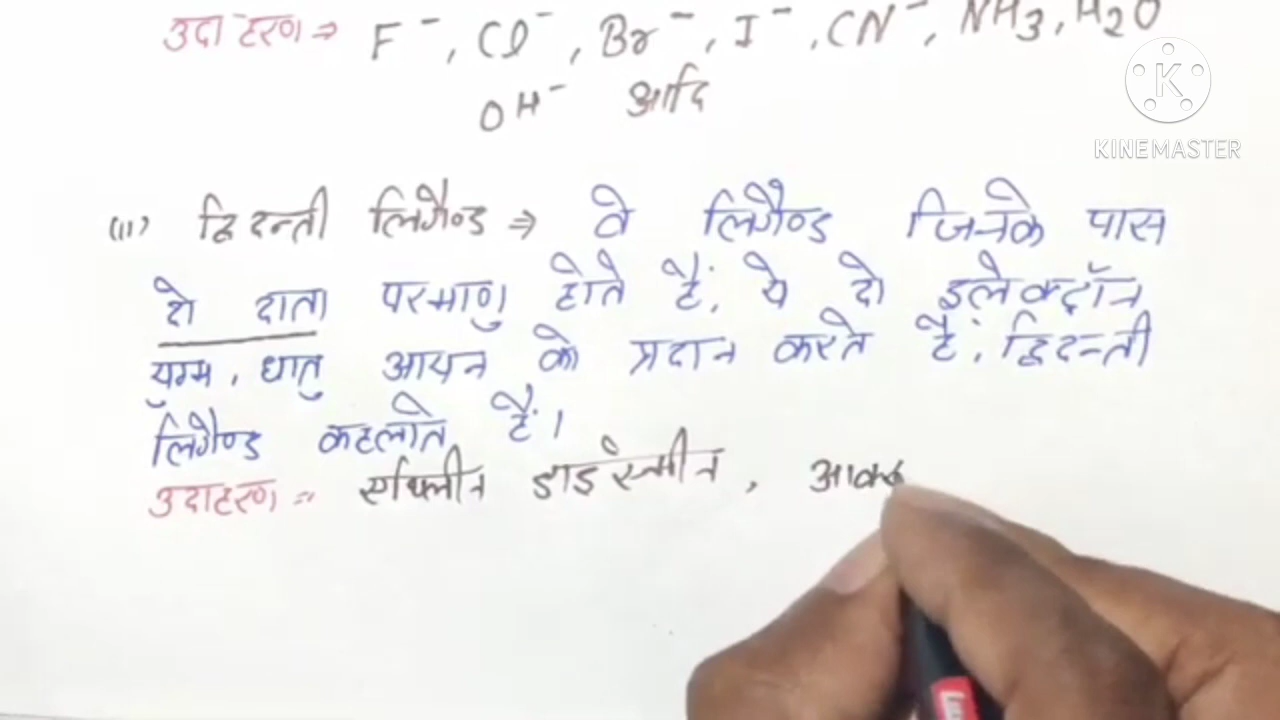 उदाहरण ⇒ F⁻, Cl⁻, Br⁻, I⁻, CN⁻, NH3, H2O
OH⁻ आदि
K
KINEMASTER
(ii) द्विदन्ती लिगैण्ड ⇒ वे लिगैण्ड जिनके पास
दो दाता परमाणु होते हैं, ये दो इलेक्ट्रॉन
युग्म, धातु आयन को प्रदान करते हैं, द्विदन्ती
लिगैण्ड कहलाते हैं।
उदाहरण :- एथिलीन डाइऐमीन,